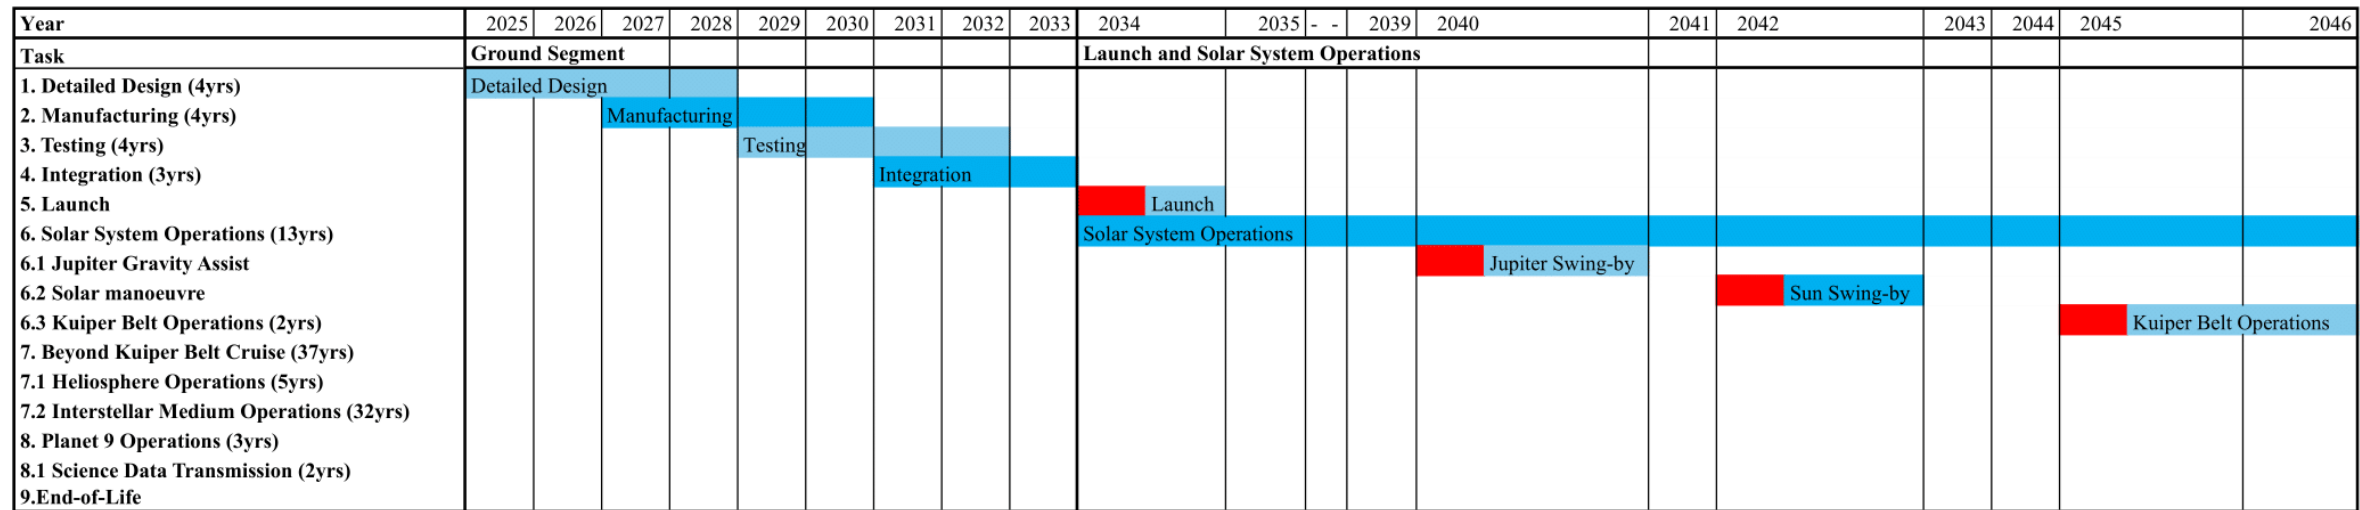 Year 2025 2026 2027 2028 2029 2030 2031 2032 2033 2034 2035 - - 2039 2040 2041 2042 2043 2044 2045 2046
Task Ground Segment Launch and Solar System Operations
1. Detailed Design (4yrs) Detailed Design
2. Manufacturing (4yrs) Manufacturing
3. Testing (4yrs) Testing
4. Integration (3yrs) Integration
5. Launch Launch
6. Solar System Operations (13yrs) Solar System Operations
6.1 Jupiter Gravity Assist Jupiter Swing-by
6.2 Solar manoeuvre Sun Swing-by
6.3 Kuiper Belt Operations (2yrs) Kuiper Belt Operations
7. Beyond Kuiper Belt Cruise (37yrs)
7.1 Heliosphere Operations (5yrs)
7.2 Interstellar Medium Operations (32yrs)
8. Planet 9 Operations (3yrs)
8.1 Science Data Transmission (2yrs)
9.End-of-Life